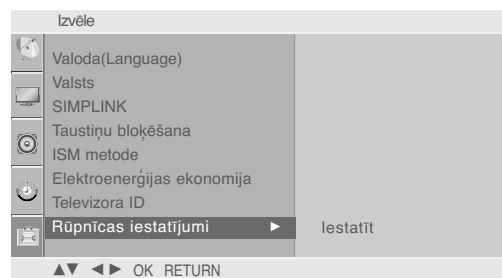 Izvēle
Valoda(Language)
Valsts
SIMPLINK
Taustiņu bloķēšana
ISM metode
Elektroenerģijas ekonomija
Televizora ID
Rūpnīcas iestatījumi ► Iestatīt
▲▼ ◄► OK RETURN